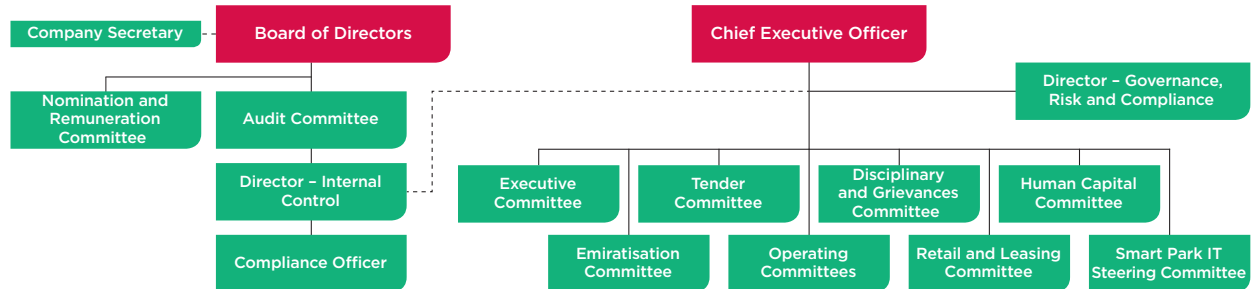 Company Secretary
Board of Directors
Chief Executive Officer
Director – Governance,
Risk and Compliance
Nomination and
Remuneration
Committee
Audit Committee
Director – Internal
Control
Compliance Officer
Executive
Committee
Tender
Committee
Disciplinary
and Grievances
Committee
Human Capital
Committee
Emiratisation
Committee
Operating
Committees
Retail and Leasing
Committee
Smart Park IT
Steering Committee